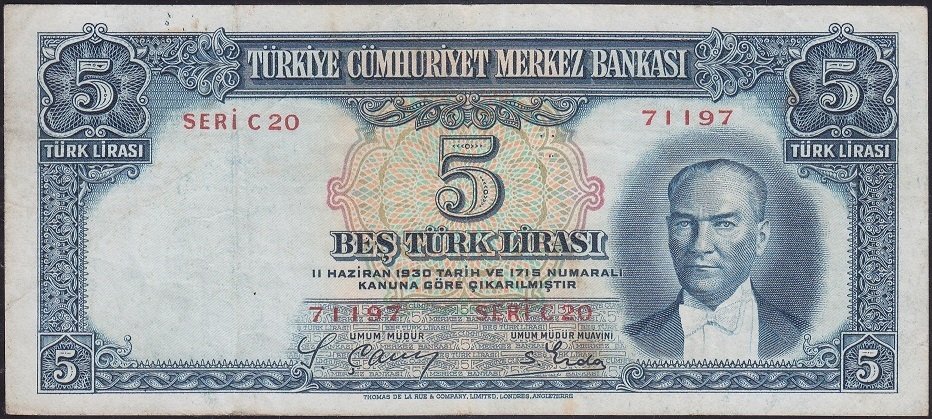 TÜRKİYE CÜMHURİYET MERKEZ BANKASI
5
5
SERİ C 20
71197
TÜRK LİRASI
TÜRK LİRASI
5
BEŞ TÜRK LİRASI
11 HAZİRAN 1930 TARİH VE 1715 NUMARALI
KANUNA GÖRE ÇIKARILMIŞTIR
71197 SERİ C 20
UMUM MÜDÜR UMUM MÜDÜR MUAVİNİ
5
5
THOMAS DE LA RUE & COMPANY, LIMITED, LONDRES, ANGLETERRE